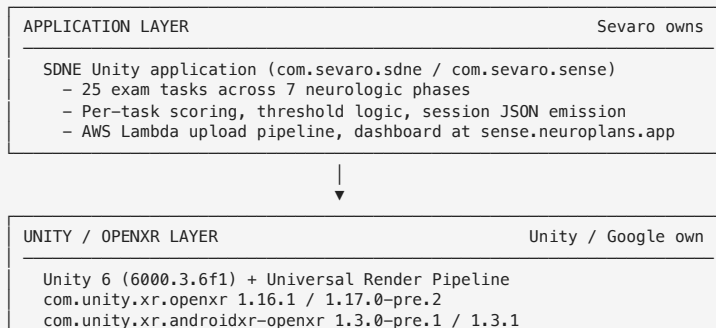 APPLICATION LAYER Sevaro owns
SDNE Unity application (com.sevaro.sdne / com.sevaro.sense)
– 25 exam tasks across 7 neurologic phases
– Per-task scoring, threshold logic, session JSON emission
– AWS Lambda upload pipeline, dashboard at sense.neuroplans.app
UNITY / OPENXR LAYER Unity / Google own
Unity 6 (6000.3.6f1) + Universal Render Pipeline
com.unity.xr.openxr 1.16.1 / 1.17.0-pre.2
com.unity.xr.androidxr-openxr 1.3.0-pre.1 / 1.3.1